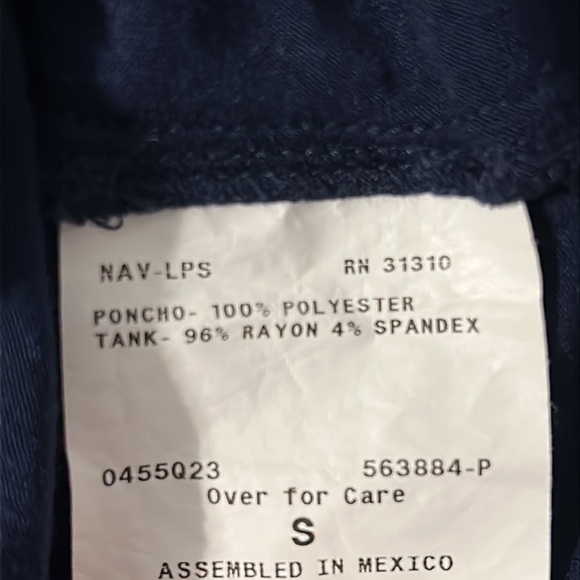 NAV-LPS RN 31310
PONCHO- 100% POLYESTER
TANK- 96% RAYON 4% SPANDEX
0455Q23 563884-P
Over for Care
S
ASSEMBLED IN MEXICO